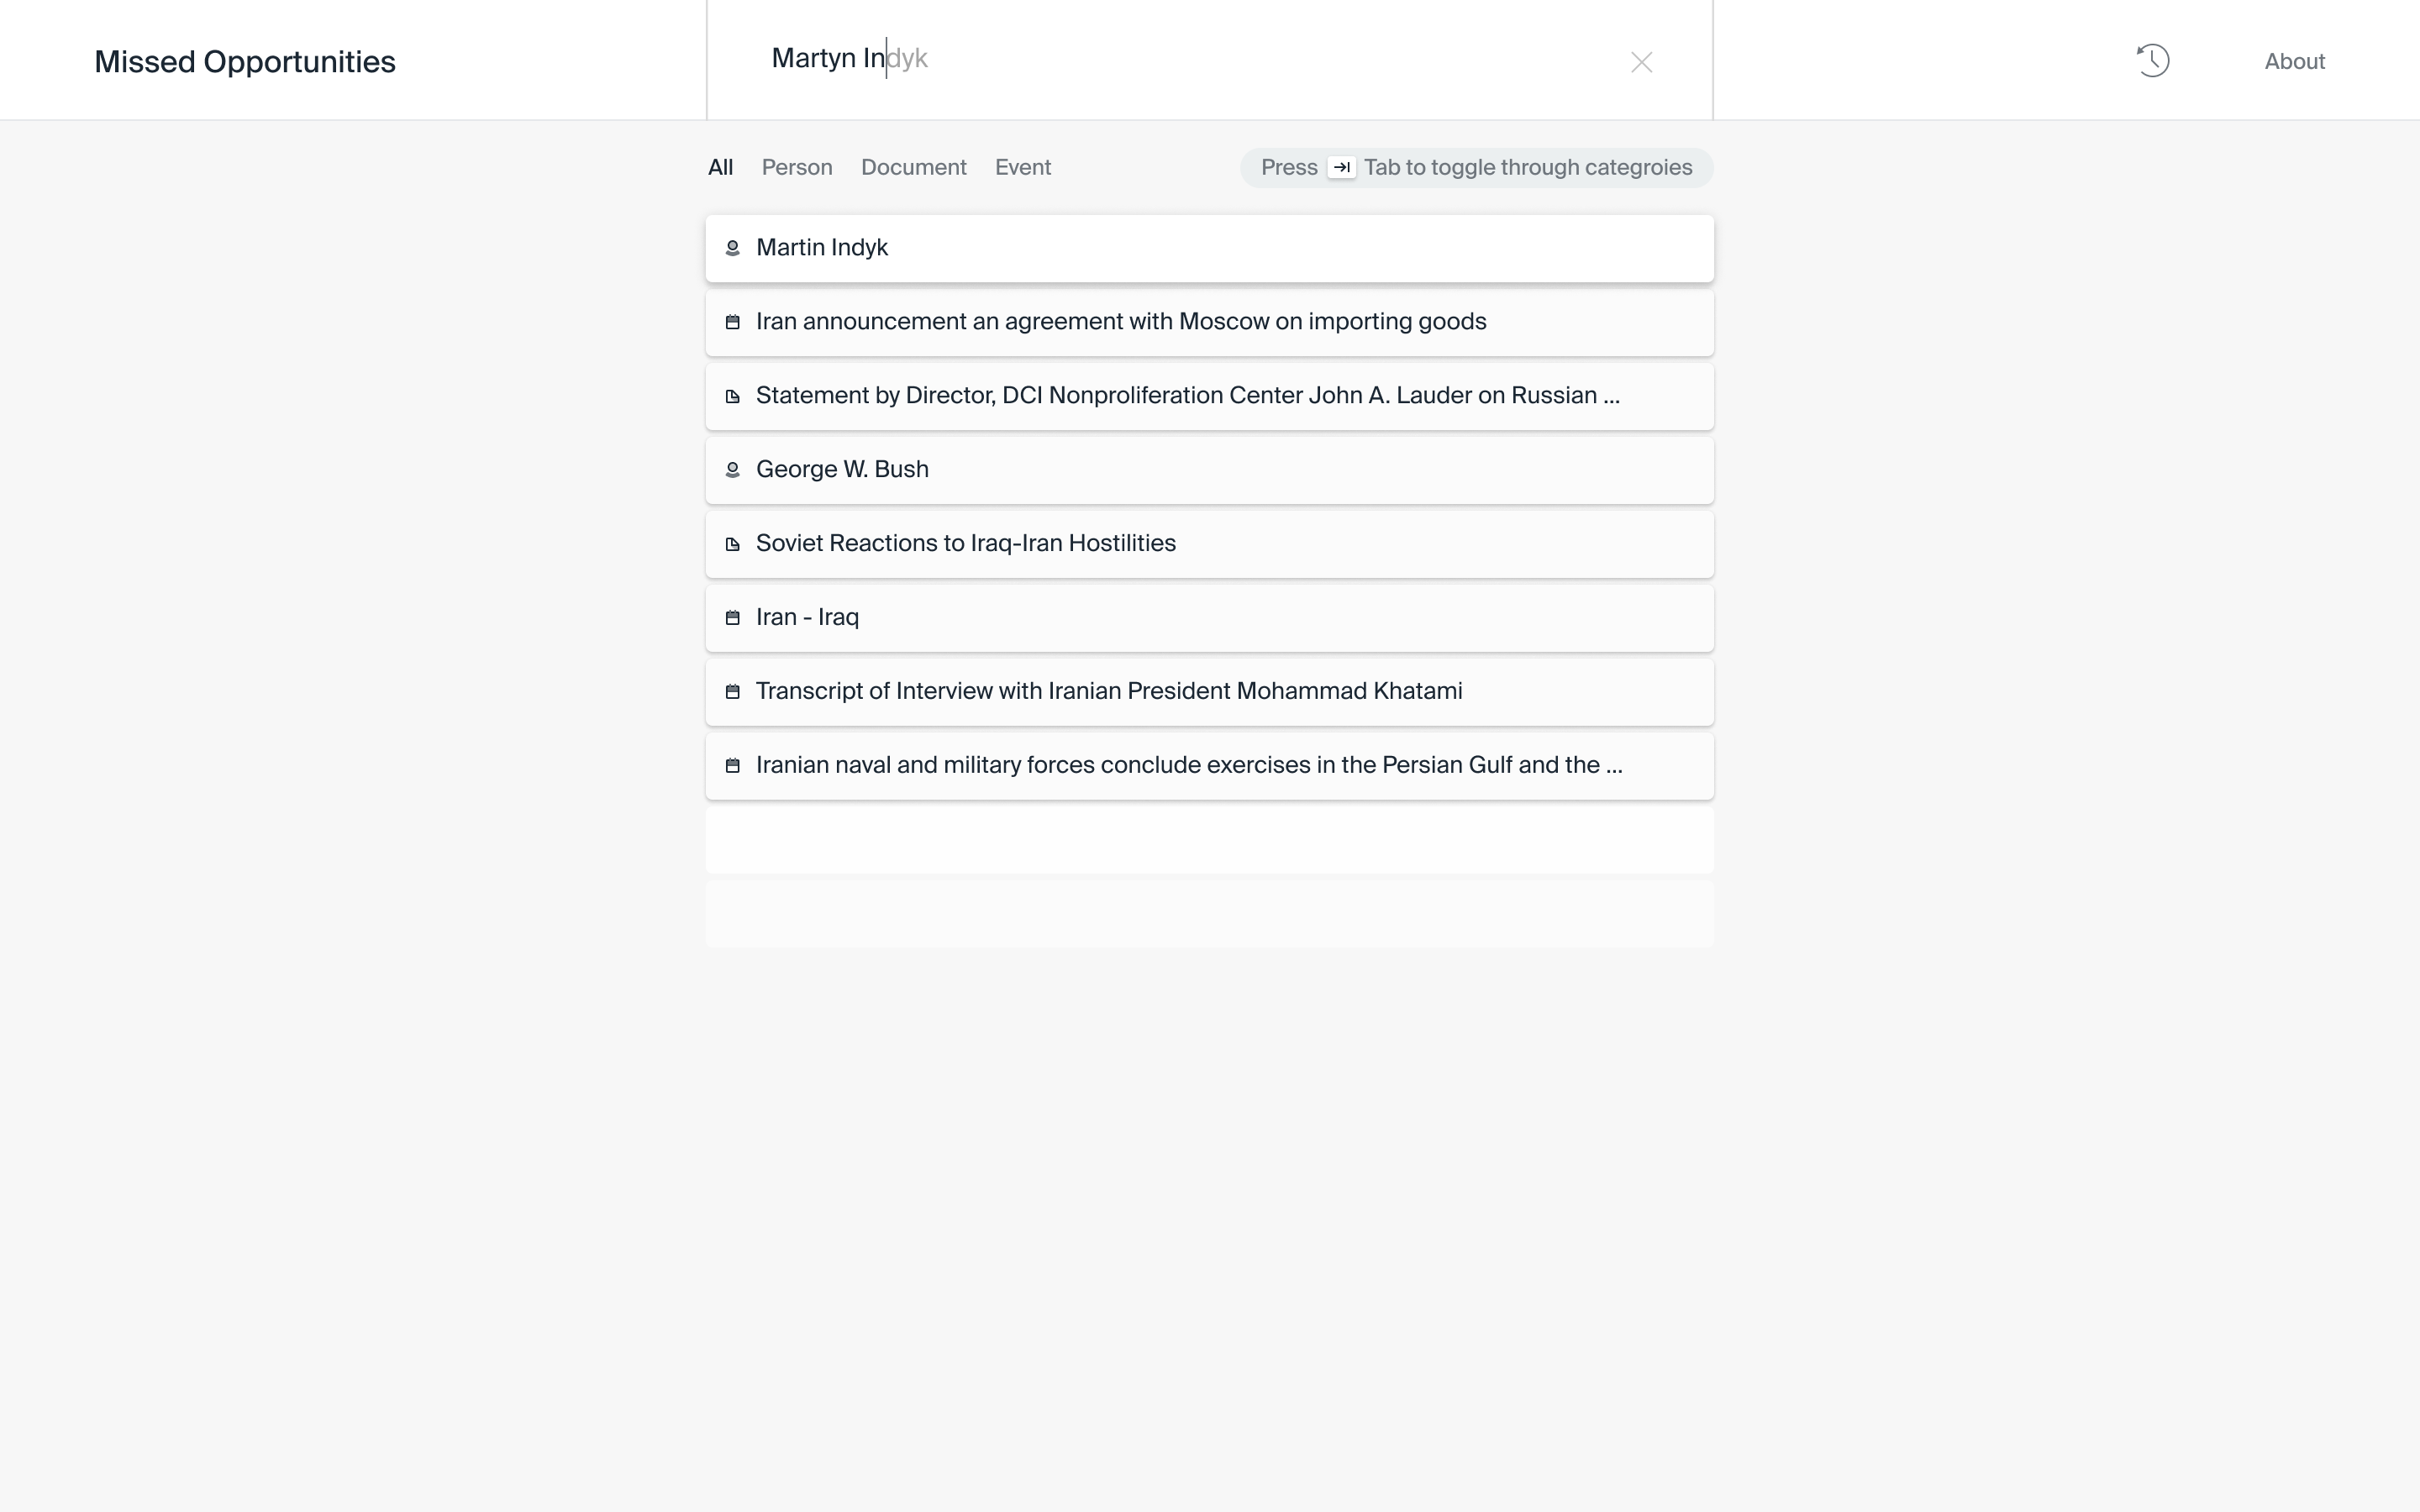 Missed Opportunities
Martyn Indyk
About
All Person Document Event
Press Tab to toggle through categroies
Martin Indyk
Iran announcement an agreement with Moscow on importing goods
Statement by Director, DCI Nonproliferation Center John A. Lauder on Russian ...
George W. Bush
Soviet Reactions to Iraq-Iran Hostilities
Iran - Iraq
Transcript of Interview with Iranian President Mohammad Khatami
Iranian naval and military forces conclude exercises in the Persian Gulf and the ...